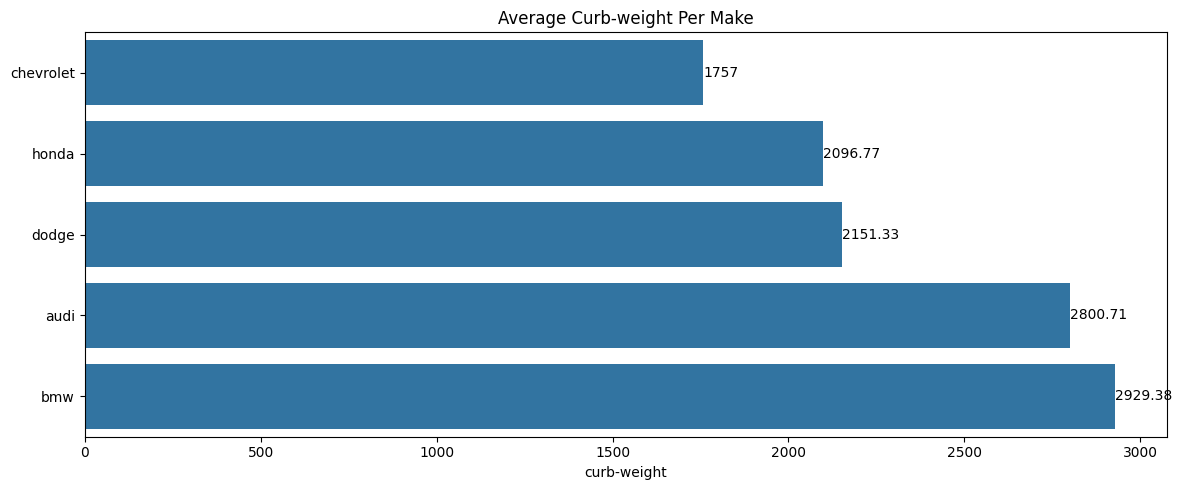 Average Curb-weight Per Make
chevrolet 1757
honda 2096.77
dodge 2151.33
audi 2800.71
bmw 2929.38
0 500 1000 1500 2000 2500 3000
curb-weight